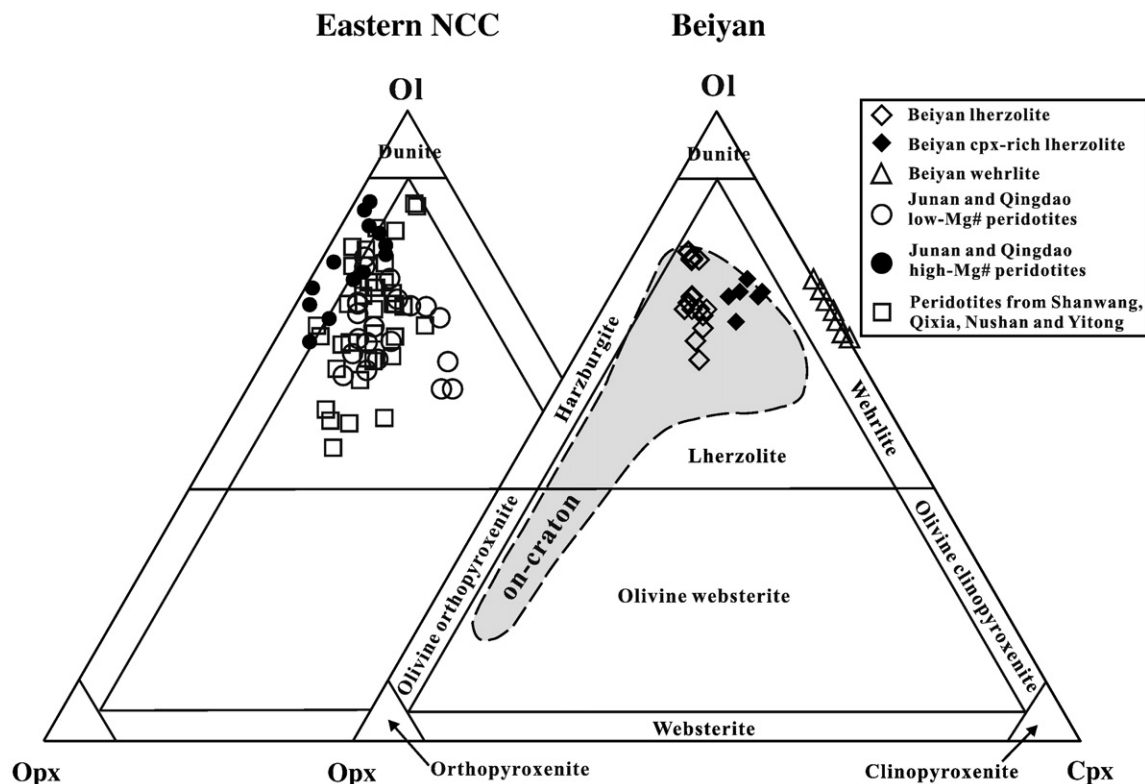 Eastern NCC
Beiyan
Ol
Ol
Dunite
Dunite
Beiyan lherzolite
Beiyan cpx-rich lherzolite
Beiyan wehrlite
Junan and Qingdao
low-Mg# peridotites
Junan and Qingdao
high-Mg# peridotites
Peridotites from Shanwang,
Qixia, Nushan and Yitong
Harzburgite
Wehrlite
Lherzolite
on-craton
Olivine orthopyroxenite
Olivine websterite
Olivine clinopyroxenite
Websterite
Opx
Opx
Orthopyroxenite
Clinopyroxenite
Cpx